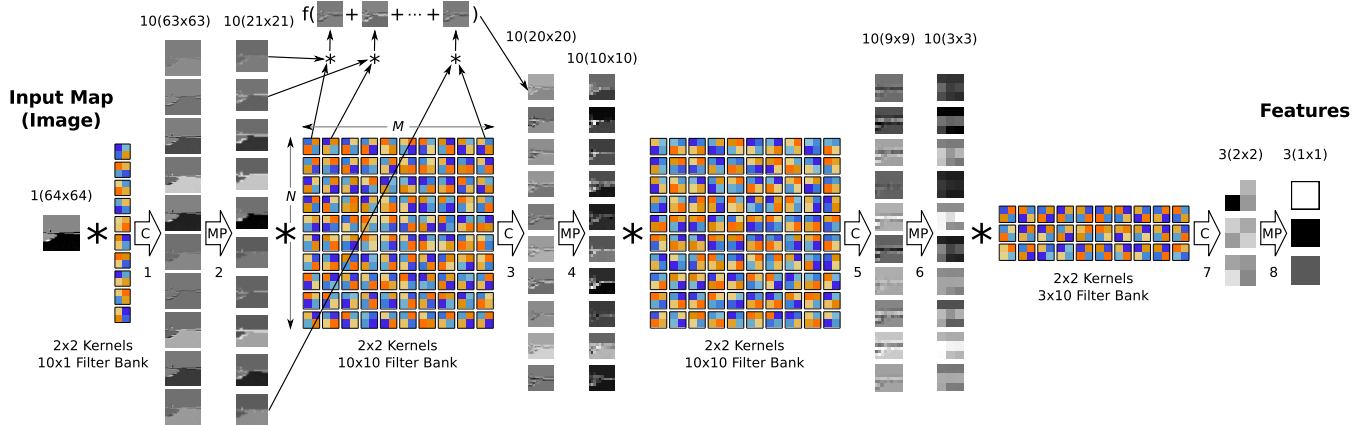 f( + + ··· + )
10(63x63)
10(21x21)
10(20x20)
10(10x10)
10(9x9)
10(3x3)
Input Map
(Image)
Features
1(64x64)
3(2x2)
3(1x1)
*
*
*
M
N
*
C
1
MP
2
*
C
3
MP
4
*
C
5
MP
6
*
C
7
MP
8
2x2 Kernels
10x1 Filter Bank
2x2 Kernels
10x10 Filter Bank
2x2 Kernels
10x10 Filter Bank
2x2 Kernels
3x10 Filter Bank